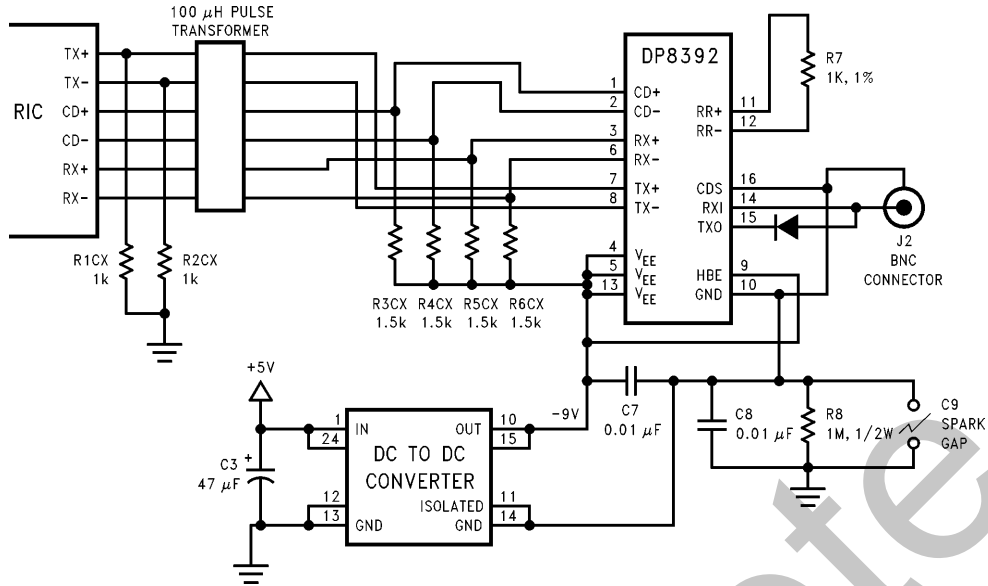 100 μH PULSE
TRANSFORMER
RIC
TX+
TX-
CD+
CD-
RX+
RX-
R1CX
1k
R2CX
1k
R3CX
1.5k
R4CX
1.5k
R5CX
1.5k
R6CX
1.5k
DP8392
1 CD+
2 CD-
3 RX+
6 RX-
7 TX+
8 TX-
4 VEE
5 VEE
13 VEE
RR+ 11
RR- 12
CDS 16
RXI 14
TXO 15
HBE 9
GND 10
R7
1K, 1%
J2
BNC
CONNECTOR
+5V
C3 +
47 μF
1 IN
24
DC TO DC
CONVERTER
12
13 GND
OUT 10
15
ISOLATED 11
GND 14
-9V
C7
0.01 μF
C8
0.01 μF
R8
1M, 1/2W
C9
SPARK
GAP
te